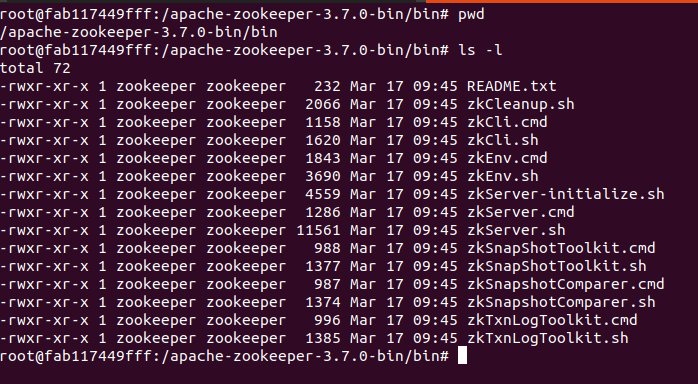 root@fab117449fff:/apache-zookeeper-3.7.0-bin/bin# pwd
/apache-zookeeper-3.7.0-bin/bin
root@fab117449fff:/apache-zookeeper-3.7.0-bin/bin# ls -l
total 72
-rwxr-xr-x 1 zookeeper zookeeper   232 Mar 17 09:45 README.txt
-rwxr-xr-x 1 zookeeper zookeeper  2066 Mar 17 09:45 zkCleanup.sh
-rwxr-xr-x 1 zookeeper zookeeper  1158 Mar 17 09:45 zkCli.cmd
-rwxr-xr-x 1 zookeeper zookeeper  1620 Mar 17 09:45 zkCli.sh
-rwxr-xr-x 1 zookeeper zookeeper  1843 Mar 17 09:45 zkEnv.cmd
-rwxr-xr-x 1 zookeeper zookeeper  3690 Mar 17 09:45 zkEnv.sh
-rwxr-xr-x 1 zookeeper zookeeper  4559 Mar 17 09:45 zkServer-initialize.sh
-rwxr-xr-x 1 zookeeper zookeeper  1286 Mar 17 09:45 zkServer.cmd
-rwxr-xr-x 1 zookeeper zookeeper 11561 Mar 17 09:45 zkServer.sh
-rwxr-xr-x 1 zookeeper zookeeper   988 Mar 17 09:45 zkSnapShotToolkit.cmd
-rwxr-xr-x 1 zookeeper zookeeper  1377 Mar 17 09:45 zkSnapShotToolkit.sh
-rwxr-xr-x 1 zookeeper zookeeper   987 Mar 17 09:45 zkSnapshotComparer.cmd
-rwxr-xr-x 1 zookeeper zookeeper  1374 Mar 17 09:45 zkSnapshotComparer.sh
-rwxr-xr-x 1 zookeeper zookeeper   996 Mar 17 09:45 zkTxnLogToolkit.cmd
-rwxr-xr-x 1 zookeeper zookeeper  1385 Mar 17 09:45 zkTxnLogToolkit.sh
root@fab117449fff:/apache-zookeeper-3.7.0-bin/bin#